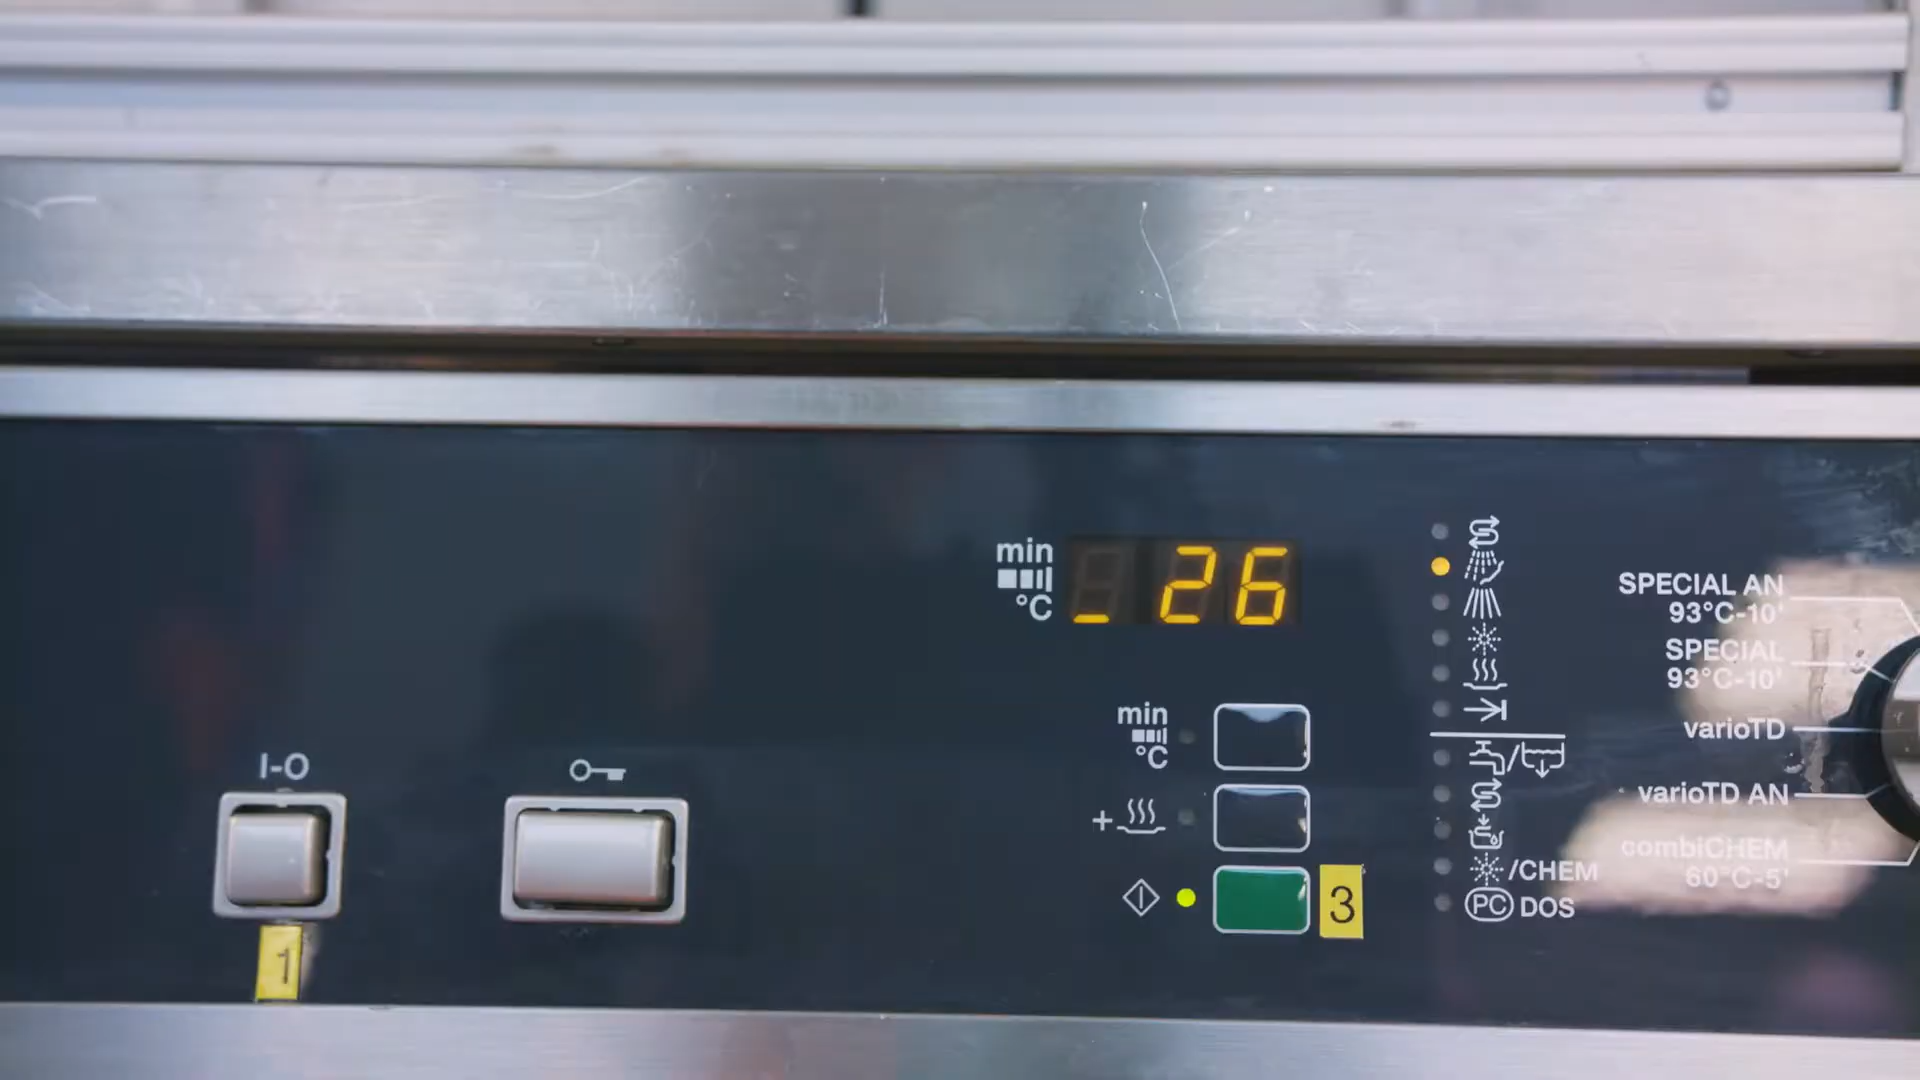 min
°C
_ 26
min
°C
+
3
I-O
1
/
/CHEM
PC DOS
SPECIAL AN
93°C-10'
SPECIAL
93°C-10'
varioTD
varioTD AN
combiCHEM
60°C-5'